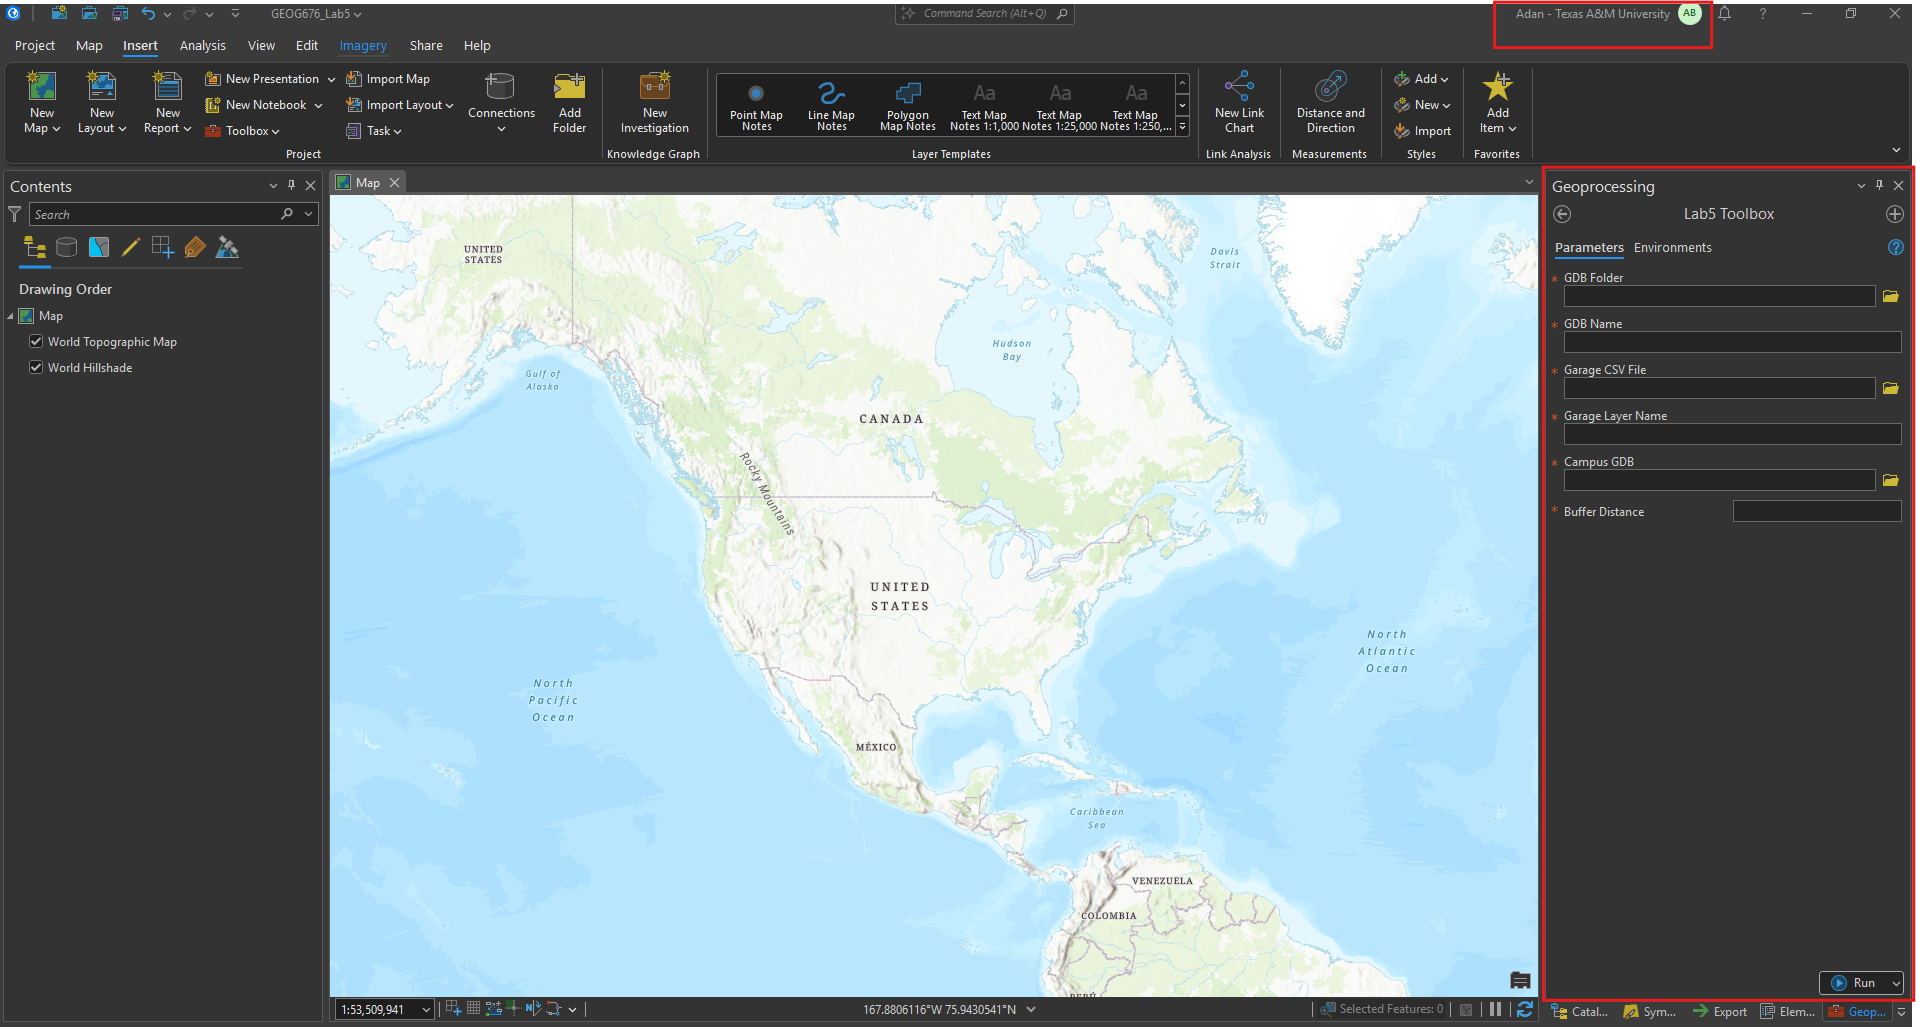 GEOG676_Lab5
Command Search (Alt+Q)
Adan - Texas A&M University
AB
?
Project
Map
Insert
Analysis
View
Edit
Imagery
Share
Help
New
Map
New
Layout
New
Report
New Presentation
New Notebook
Toolbox
Import Map
Import Layout
Task
Connections
Add
Folder
Project
New
Investigation
Knowledge Graph
Point Map
Notes
Line Map
Notes
Polygon
Map Notes
Aa
Text Map
Notes 1:1,000
Aa
Text Map
Notes 1:25,000
Aa
Text Map
Notes 1:250,...
Layer Templates
New Link
Chart
Link Analysis
Distance and
Direction
Measurements
Add
New
Import
Styles
Add
Item
Favorites
Contents
Search
Drawing Order
Map
World Topographic Map
World Hillshade
Map
UNITED
STATES
Davis
Strait
Hudson
Bay
Gulf of
Alaska
CANADA
Rocky Mountains
UNITED
STATES
North
Pacific
Ocean
North
Atlantic
Ocean
MÉXICO
Caribbean
Sea
VENEZUELA
COLOMBIA
PERÚ
1:53,509,941
N
167.8806116°W 75.9430541°N
Selected Features: 0
Geoprocessing
Lab5 Toolbox
Parameters
Environments
?
* GDB Folder
* GDB Name
* Garage CSV File
* Garage Layer Name
* Campus GDB
* Buffer Distance
Run
Catal...
Sym...
Export
Elem...
Geop...